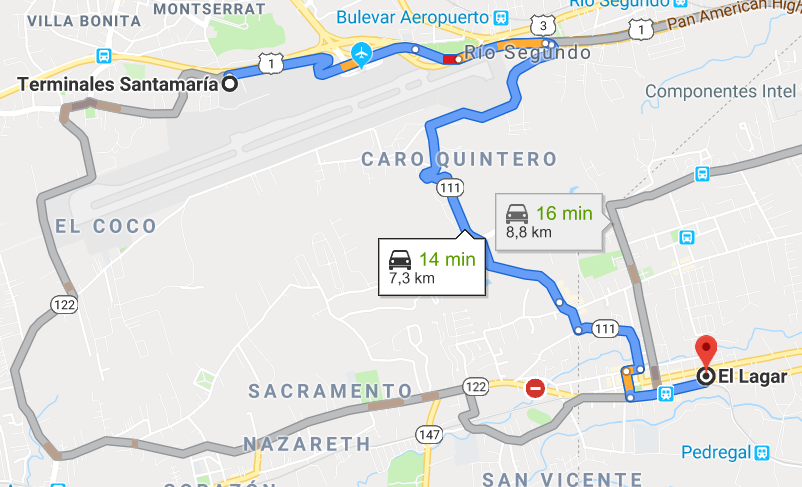 MONTSERRAT
VILLA BONITA
Bulevar Aeropuerto
Río Segundo
Pan American High
3
1
1
Río Segundo
Terminales Santamaría
Componentes Intel
CARO QUINTERO
111
EL COCO
16 min
8,8 km
14 min
7,3 km
122
111
El Lagar
SACRAMENTO
122
NAZARETH
147
Pedregal
SAN VICENTE
CORAZÓN